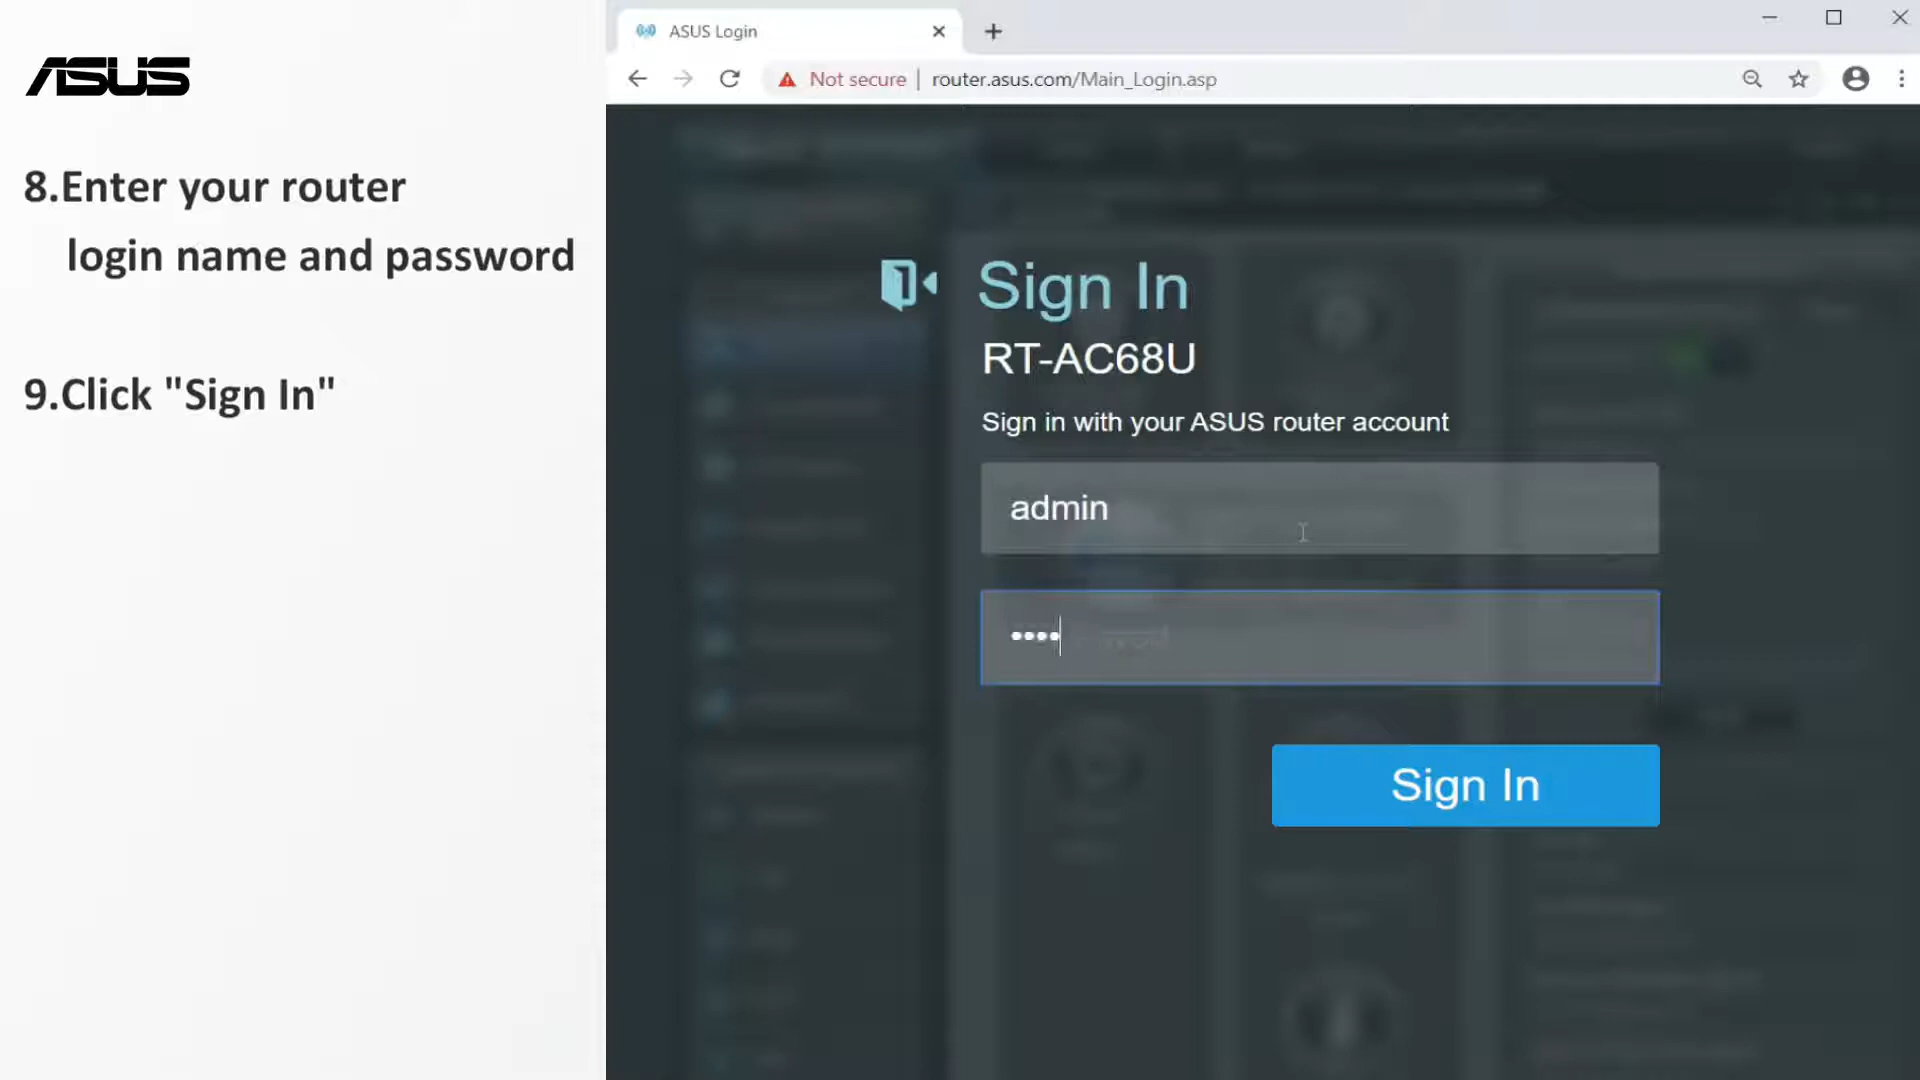 ASUS
8.Enter your router
login name and password
9.Click "Sign In"
ASUS Login
Not secure
router.asus.com/Main_Login.asp
Sign In
RT-AC68U
Sign in with your ASUS router account
admin
••••
Sign In